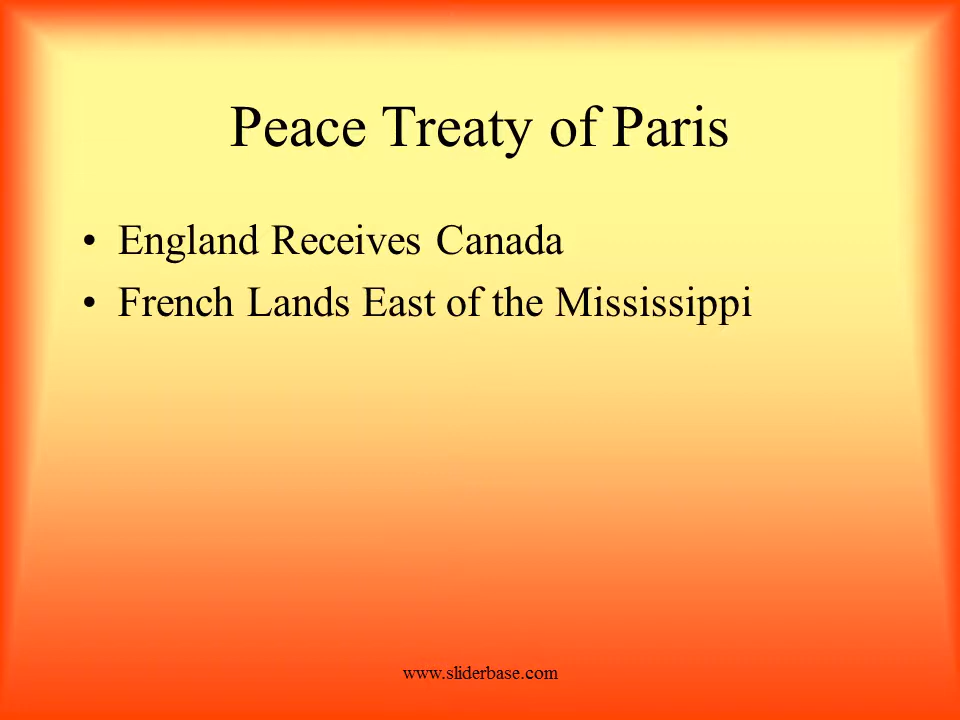 Peace Treaty of Paris
• England Receives Canada
• French Lands East of the Mississippi
www.sliderbase.com